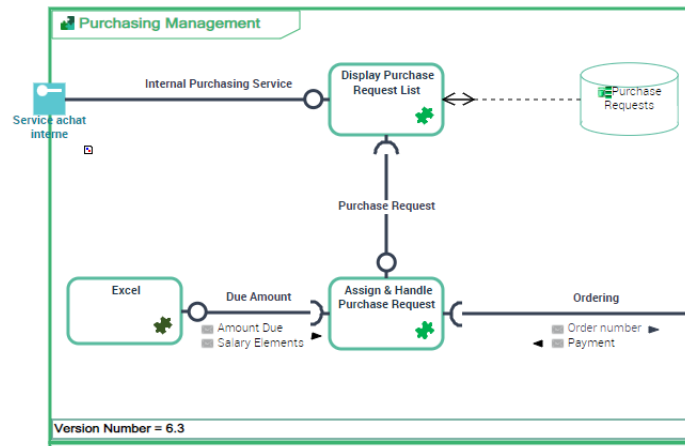 Purchasing Management
Internal Purchasing Service
Display Purchase
Request List
Purchase
Requests
Service achat
interne
Purchase Request
Excel
Due Amount
Assign & Handle
Purchase Request
Ordering
Amount Due
Salary Elements
Order number
Payment
Version Number = 6.3